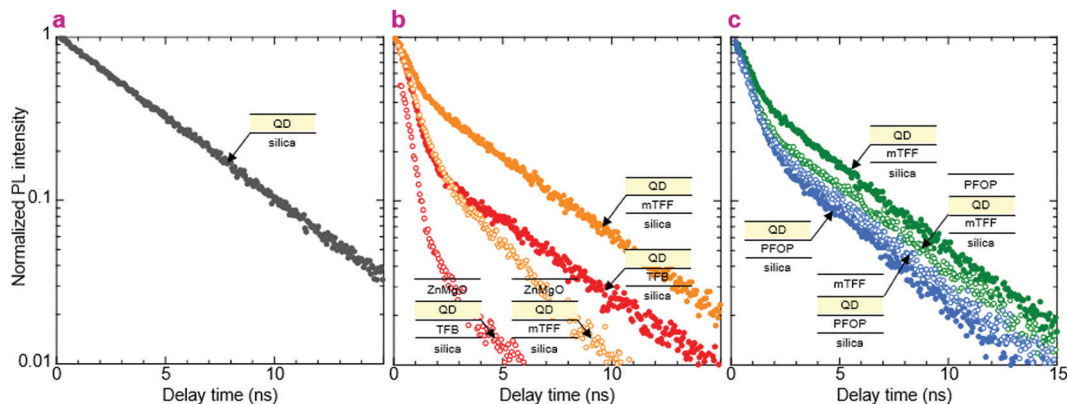 a
b
c
Normalized PL intensity
1
0.1
0.01
QD
silica
0
5
10
Delay time (ns)
QD
mTFF
silica
QD
TFB
silica
ZnMgO
QD
TFB
silica
ZnMgO
QD
mTFF
silica
0
5
10
Delay time (ns)
QD
mTFF
silica
PFOP
QD
mTFF
silica
QD
PFOP
silica
mTFF
QD
PFOP
silica
0
5
10
15
Delay time (ns)